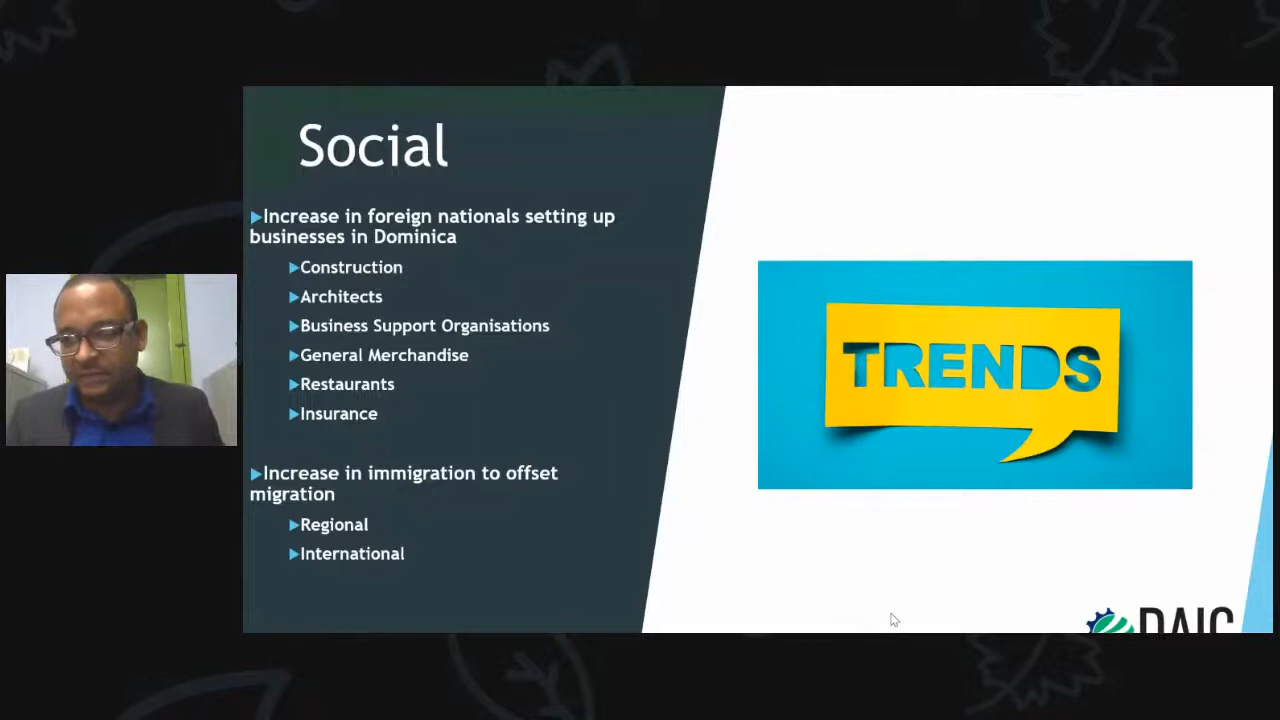 Social
▶Increase in foreign nationals setting up
businesses in Dominica
▶Construction
▶Architects
▶Business Support Organisations
▶General Merchandise
▶Restaurants
▶Insurance
▶Increase in immigration to offset
migration
▶Regional
▶International
TRENDS
DAIC